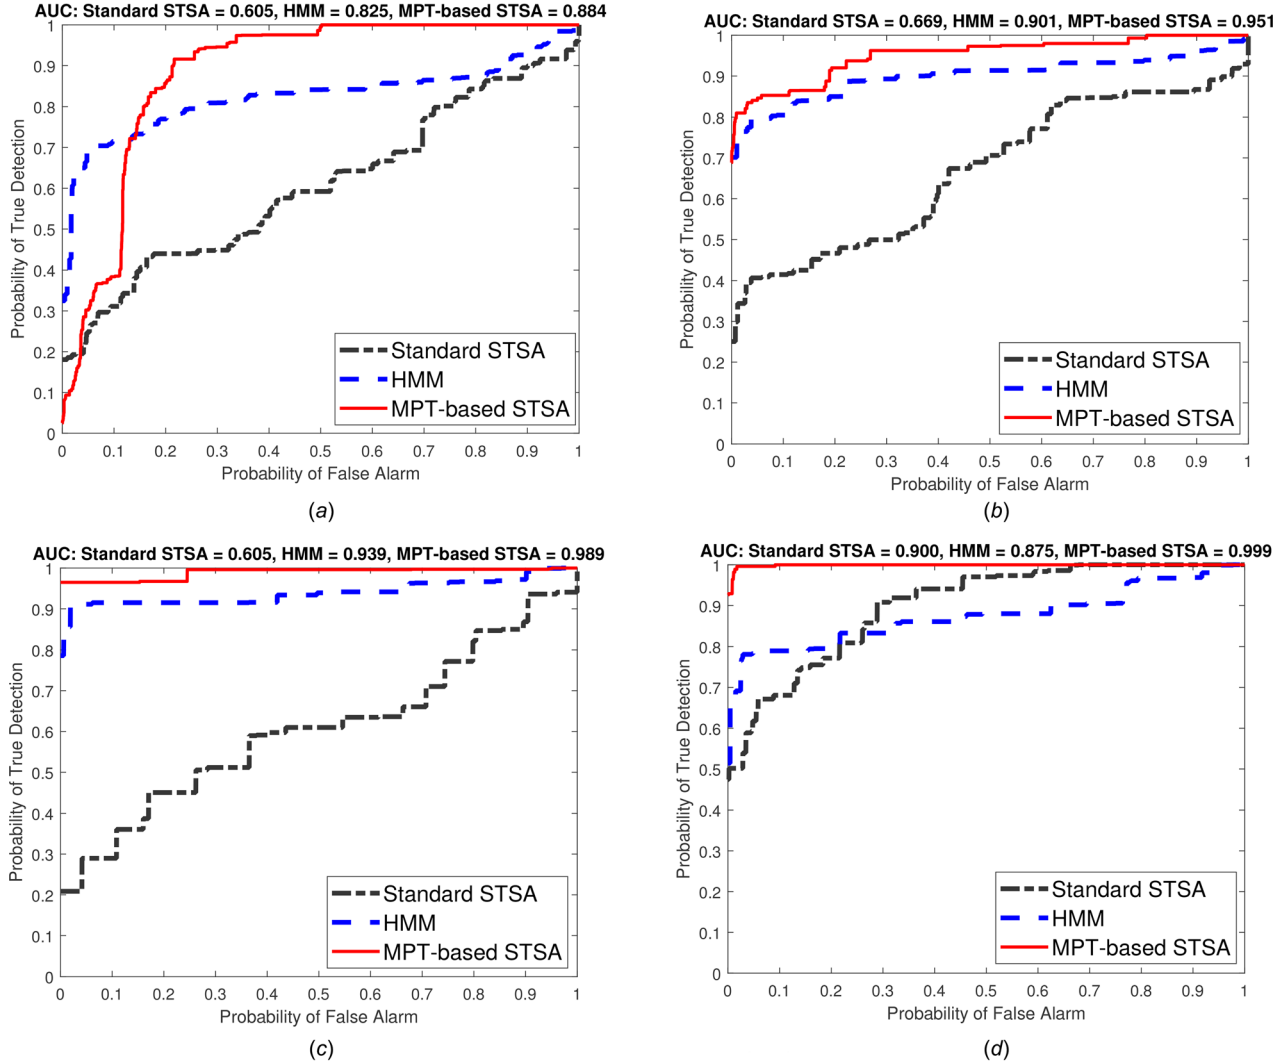 AUC: Standard STSA = 0.605, HMM = 0.825, MPT-based STSA = 0.884
1
0.9
0.8
0.7
0.6
0.5
0.4
0.3
0.2
0.1
0
Probability of True Detection
Standard STSA
HMM
MPT-based STSA
0 0.1 0.2 0.3 0.4 0.5 0.6 0.7 0.8 0.9 1
Probability of False Alarm
(a)
AUC: Standard STSA = 0.669, HMM = 0.901, MPT-based STSA = 0.951
1
0.9
0.8
0.7
0.6
0.5
0.4
0.3
0.2
0.1
0
Probability of True Detection
Standard STSA
HMM
MPT-based STSA
0 0.1 0.2 0.3 0.4 0.5 0.6 0.7 0.8 0.9 1
Probability of False Alarm
(b)
AUC: Standard STSA = 0.605, HMM = 0.939, MPT-based STSA = 0.989
1
0.9
0.8
0.7
0.6
0.5
0.4
0.3
0.2
0.1
0
Probability of True Detection
Standard STSA
HMM
MPT-based STSA
0 0.1 0.2 0.3 0.4 0.5 0.6 0.7 0.8 0.9 1
Probability of False Alarm
(c)
AUC: Standard STSA = 0.900, HMM = 0.875, MPT-based STSA = 0.999
1
0.9
0.8
0.7
0.6
0.5
0.4
0.3
0.2
0.1
0
Probability of True Detection
Standard STSA
HMM
MPT-based STSA
0 0.1 0.2 0.3 0.4 0.5 0.6 0.7 0.8 0.9 1
Probability of False Alarm
(d)